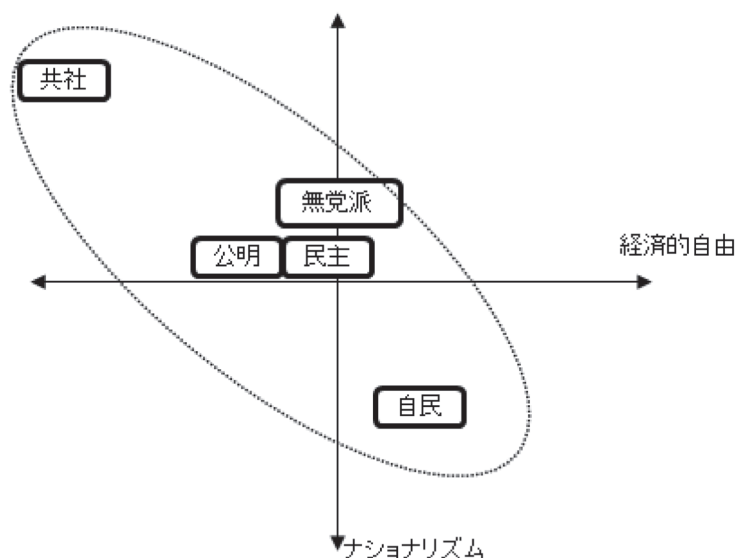 共社
無党派
公明
民主
経済的自由
自民
ナショナリズム